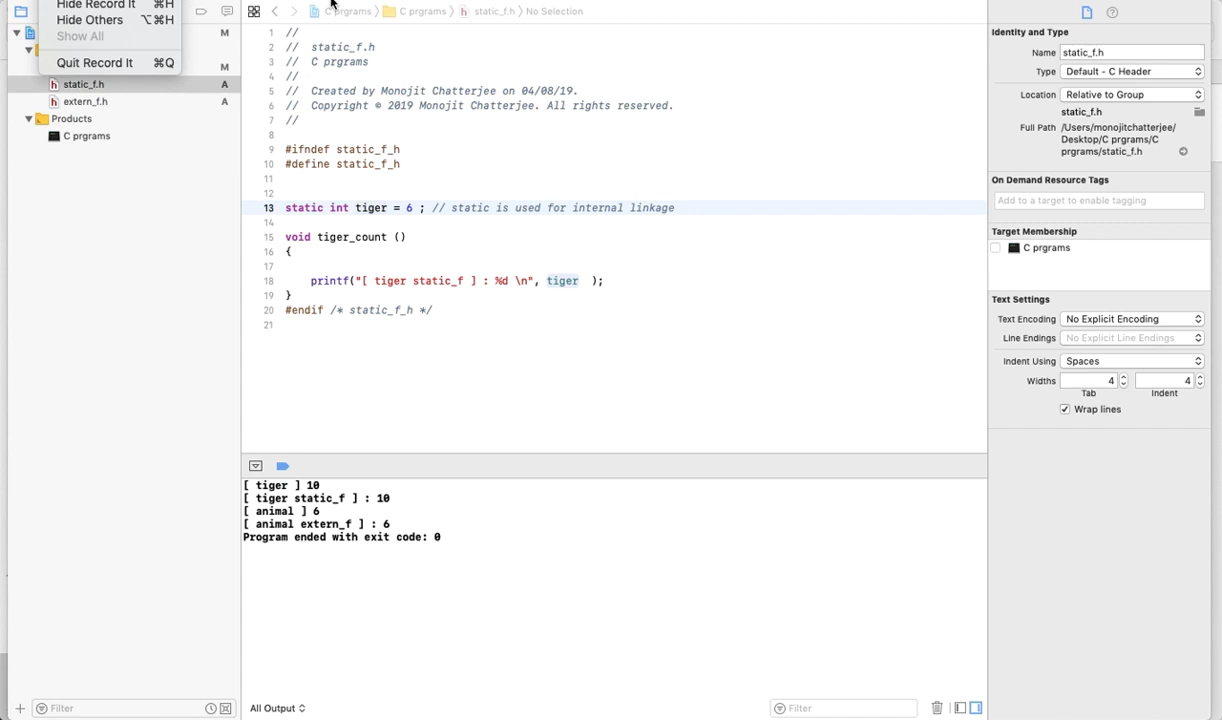 Hide Record It ⌘H
Hide Others ⌥⌘H
Show All
Quit Record It ⌘Q
M
M
static_f.h A
extern_f.h A
Products
C prgrams
Filter
C prgrams 〉 C prgrams 〉 static_f.h 〉 No Selection
1 //
2 //  static_f.h
3 //  C prgrams
4 //
5 //  Created by Monojit Chatterjee on 04/08/19.
6 //  Copyright © 2019 Monojit Chatterjee. All rights reserved.
7 //
8
9 #ifndef static_f_h
10 #define static_f_h
11
12
13 static int tiger = 6 ; // static is used for internal linkage
14
15 void tiger_count ()
16 {
17
18     printf("[ tiger static_f ] : %d \n", tiger  );
19 }
20 #endif /* static_f_h */
21
[ tiger ] 10
[ tiger static_f ] : 10
[ animal ] 6
[ animal extern_f ] : 6
Program ended with exit code: 0
All Output
Filter
Identity and Type
Name static_f.h
Type Default - C Header
Location Relative to Group
static_f.h
Full Path /Users/monojitchatterjee/
Desktop/C prgrams/C
prgrams/static_f.h
On Demand Resource Tags
Add to a target to enable tagging
Target Membership
C prgrams
Text Settings
Text Encoding No Explicit Encoding
Line Endings No Explicit Line Endings
Indent Using Spaces
Widths 4 4
Tab Indent
Wrap lines